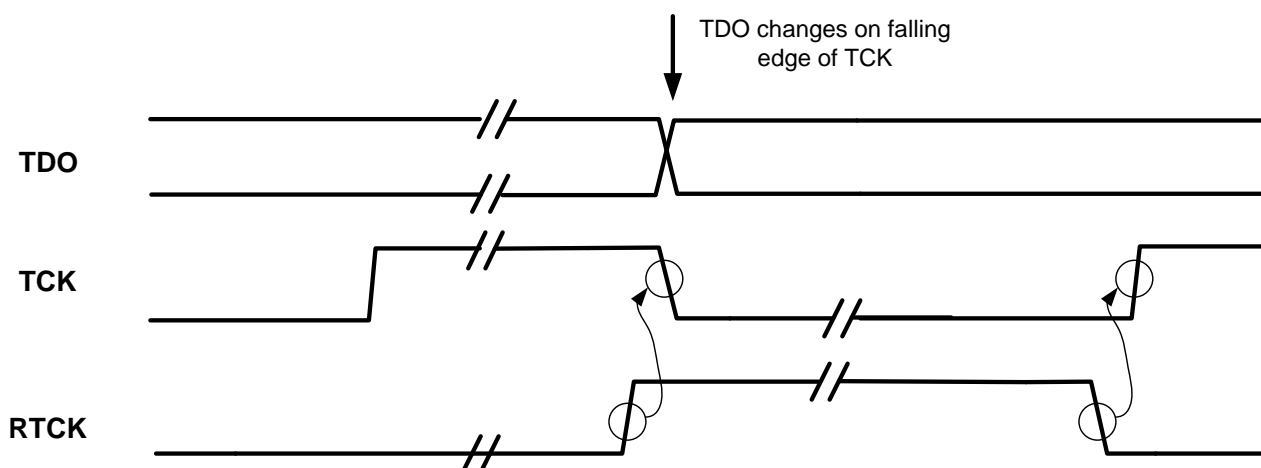 TDO changes on falling
edge of TCK
TDO
TCK
RTCK